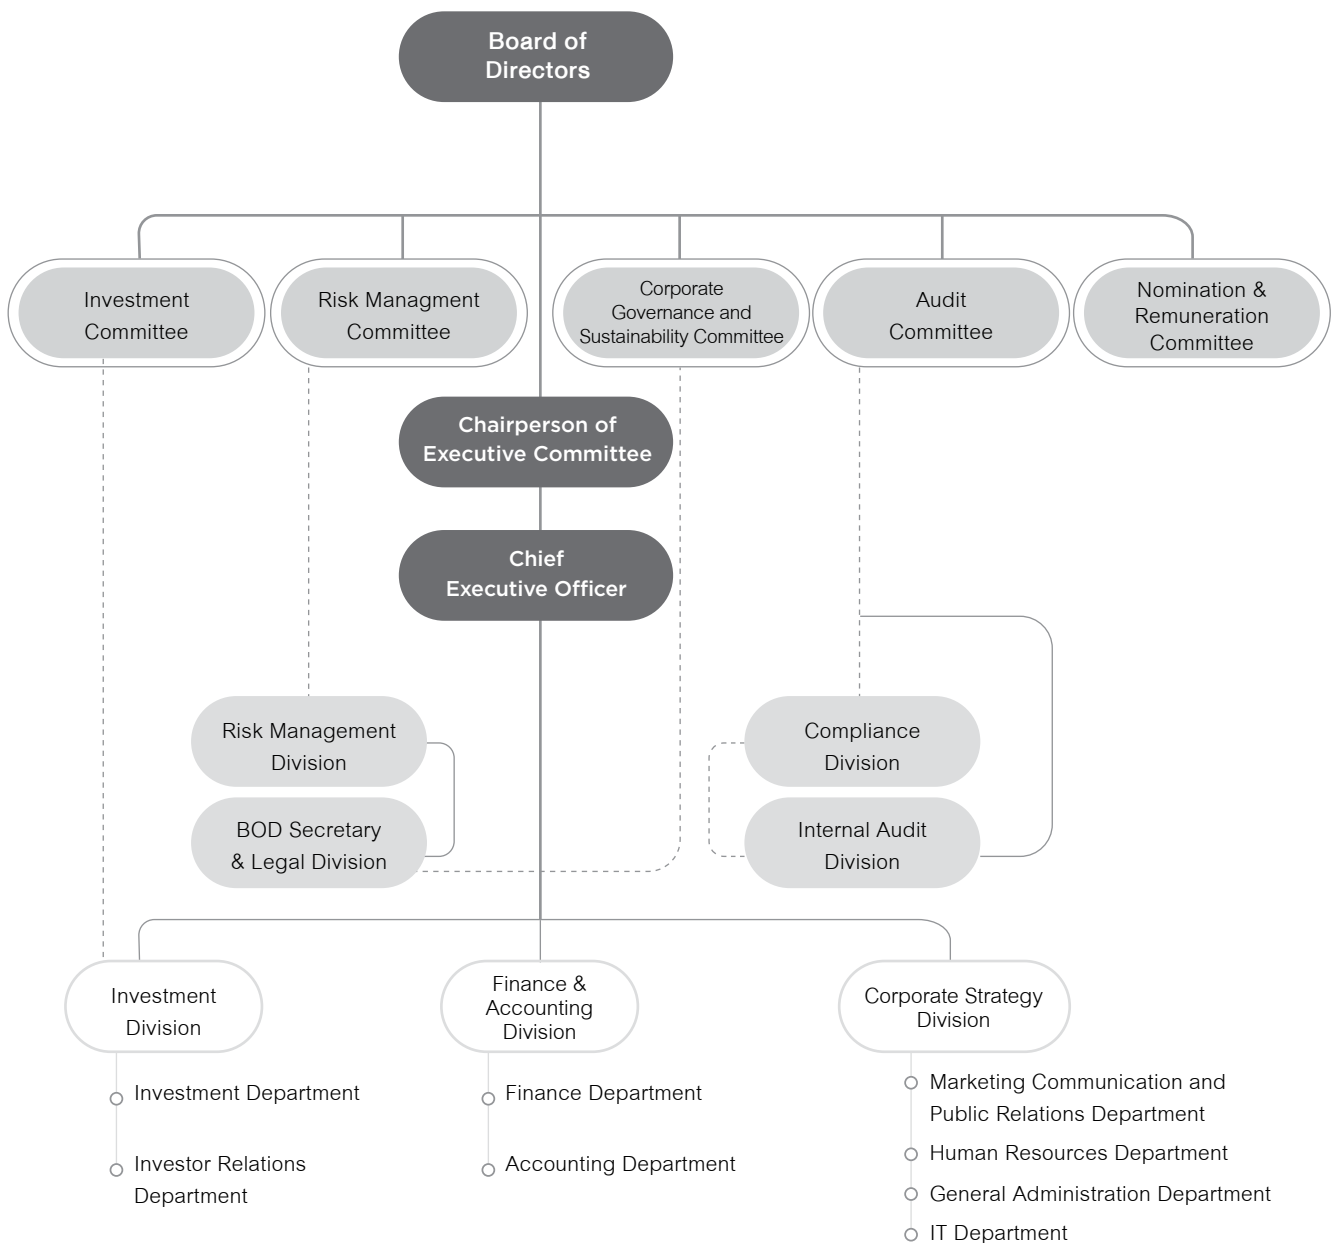 Board of
Directors
Investment
Committee
Risk Managment
Committee
Corporate
Governance and
Sustainability Committee
Audit
Committee
Nomination &
Remuneration
Committee
Chairperson of
Executive Committee
Chief
Executive Officer
Risk Management
Division
BOD Secretary
& Legal Division
Compliance
Division
Internal Audit
Division
Investment
Division
Investment Department
Investor Relations
Department
Finance &
Accounting
Division
Finance Department
Accounting Department
Corporate Strategy
Division
Marketing Communication and
Public Relations Department
Human Resources Department
General Administration Department
IT Department